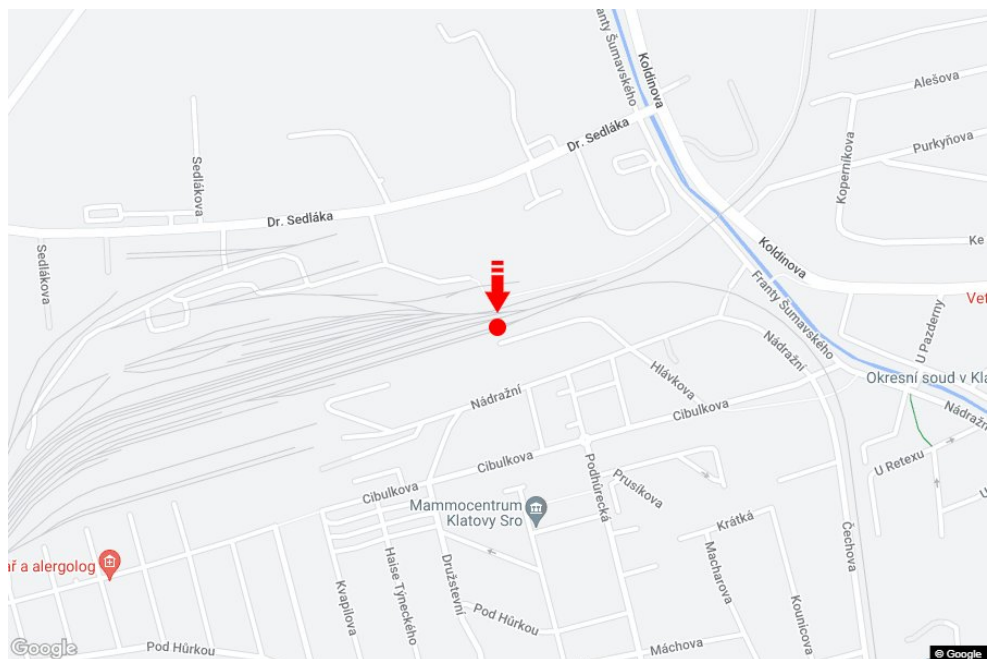 Franty Šumavského
Koldinova
Alešova
Dr. Sedláka
Purkyňova
Koperníkova
Sedlákova
Dr. Sedláka
Sedlákova
Ke
Koldinova
Franty Šumavského
Vet
U Pazderny
Nádražní
Hlávkova
Okresní soud v Kla
Nádražní
Cibulkova
Nádražní
Cibulkova
Podhůrecká
U Retexu
Cibulkova
Prusíkova
U
Mammocentrum
Klatovy Sro
Krátká
Čechova
ař a alergolog
Haise Týneckého
Družstevní
Macharova
Kvapilova
Kounicova
Pod Hůrkou
Pod Hůrkou
Máchova
Google
© Google